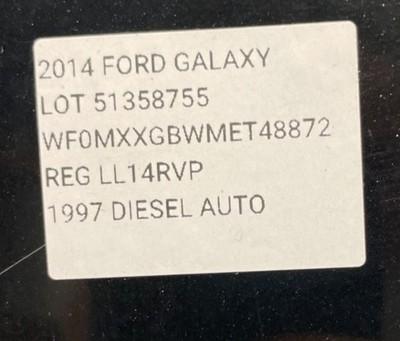 2014 FORD GALAXY
LOT 51358755
WF0MXXGBWMET48872
REG LL14RVP
1997 DIESEL AUTO